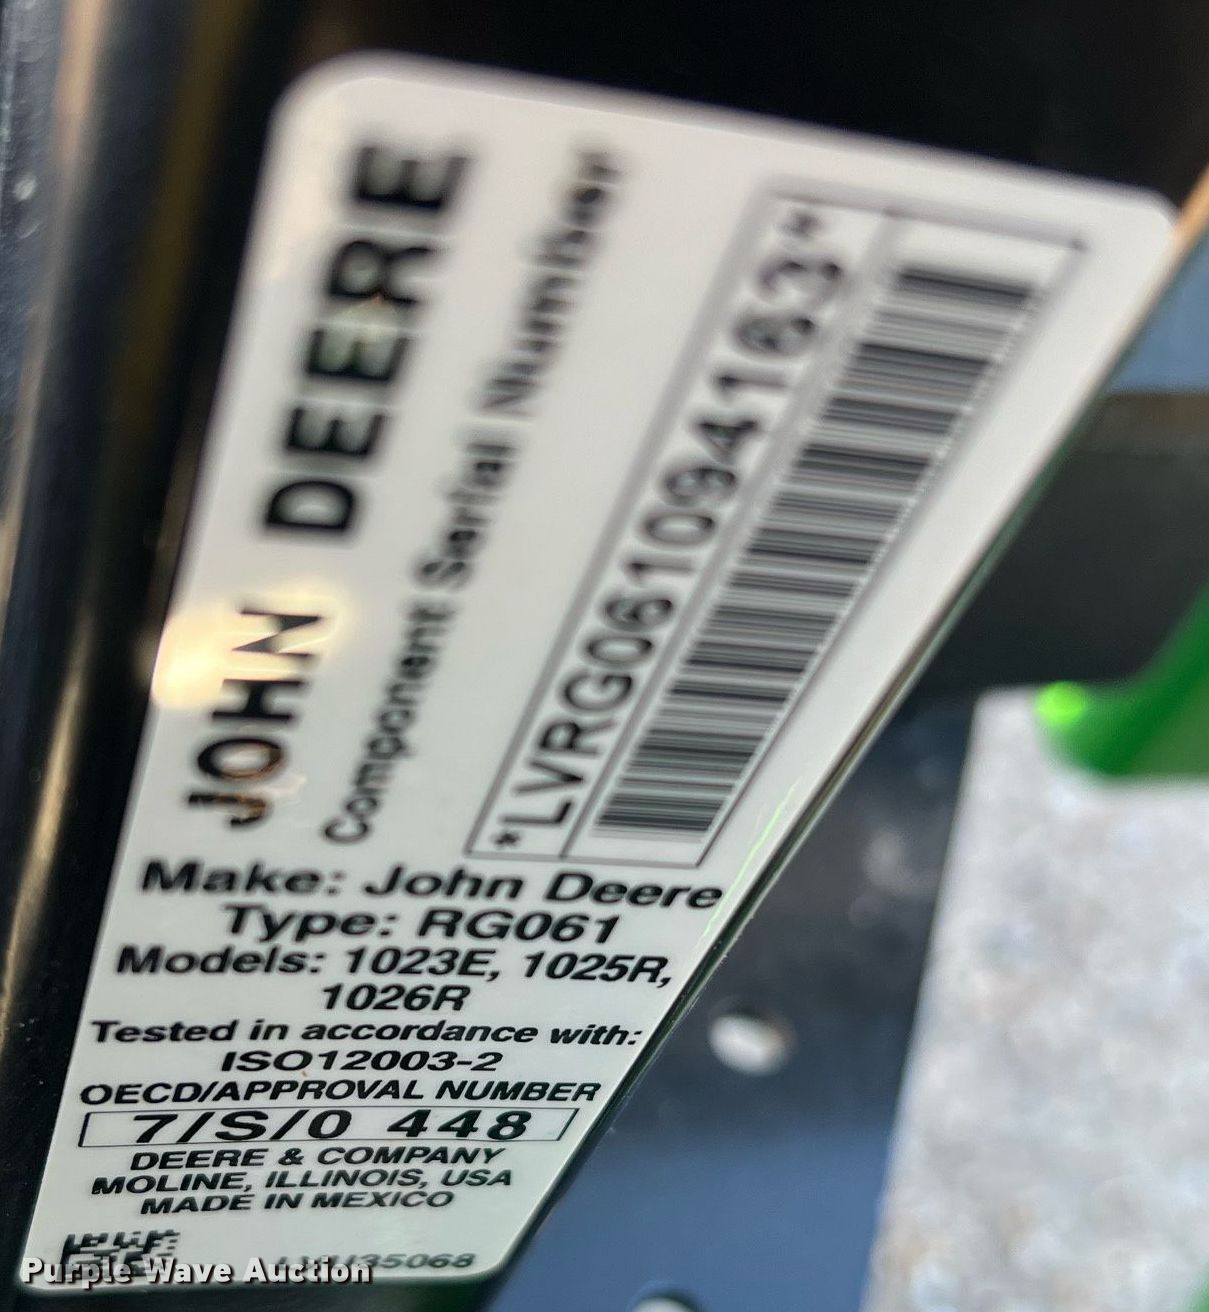 JOHN DEERE
Component Serial Number
*LVRG061094163*
Make: John Deere
Type: RG061
Models: 1023E, 1025R,
1026R
Tested in accordance with:
ISO12003-2
OECD/APPROVAL NUMBER
7/S/0 448
DEERE & COMPANY
MOLINE, ILLINOIS, USA
MADE IN MEXICO
Purple Wave Auction